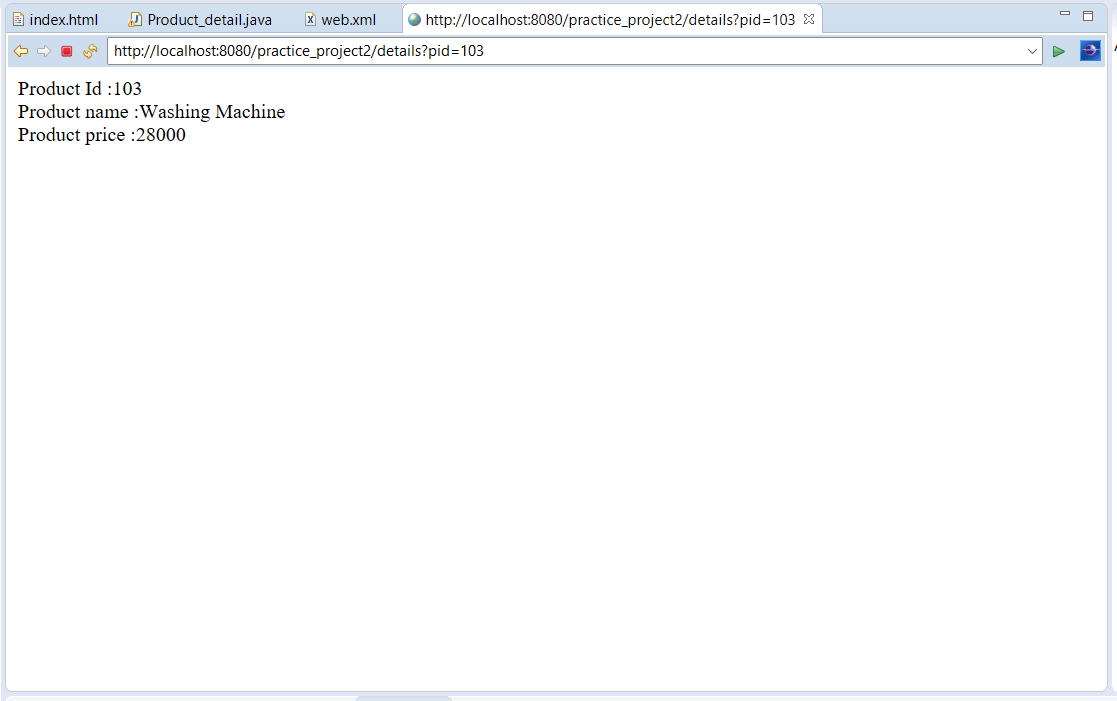 index.html Product_detail.java web.xml http://localhost:8080/practice_project2/details?pid=103
http://localhost:8080/practice_project2/details?pid=103
Product Id :103
Product name :Washing Machine
Product price :28000